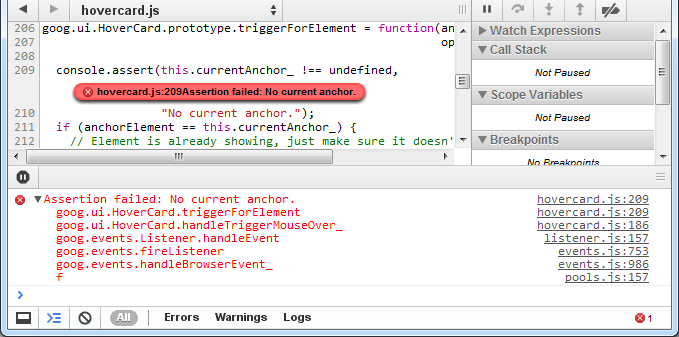 hovercard.js
206 goog.ui.HoverCard.prototype.triggerForElement = function(an
207 op
208
209 console.assert(this.currentAnchor_ !== undefined,
hovercard.js:209Assertion failed: No current anchor.
210 "No current anchor.");
211 if (anchorElement == this.currentAnchor_) {
212 // Element is already showing, just make sure it doesn'
Watch Expressions
Call Stack
Not Paused
Scope Variables
Not Paused
Breakpoints
No Breakpoints
Assertion failed: No current anchor. hovercard.js:209
goog.ui.HoverCard.triggerForElement hovercard.js:209
goog.ui.HoverCard.handleTriggerMouseOver_ hovercard.js:186
goog.events.Listener.handleEvent listener.js:157
goog.events.fireListener events.js:753
goog.events.handleBrowserEvent_ events.js:986
f pools.js:157
>
All Errors Warnings Logs 1